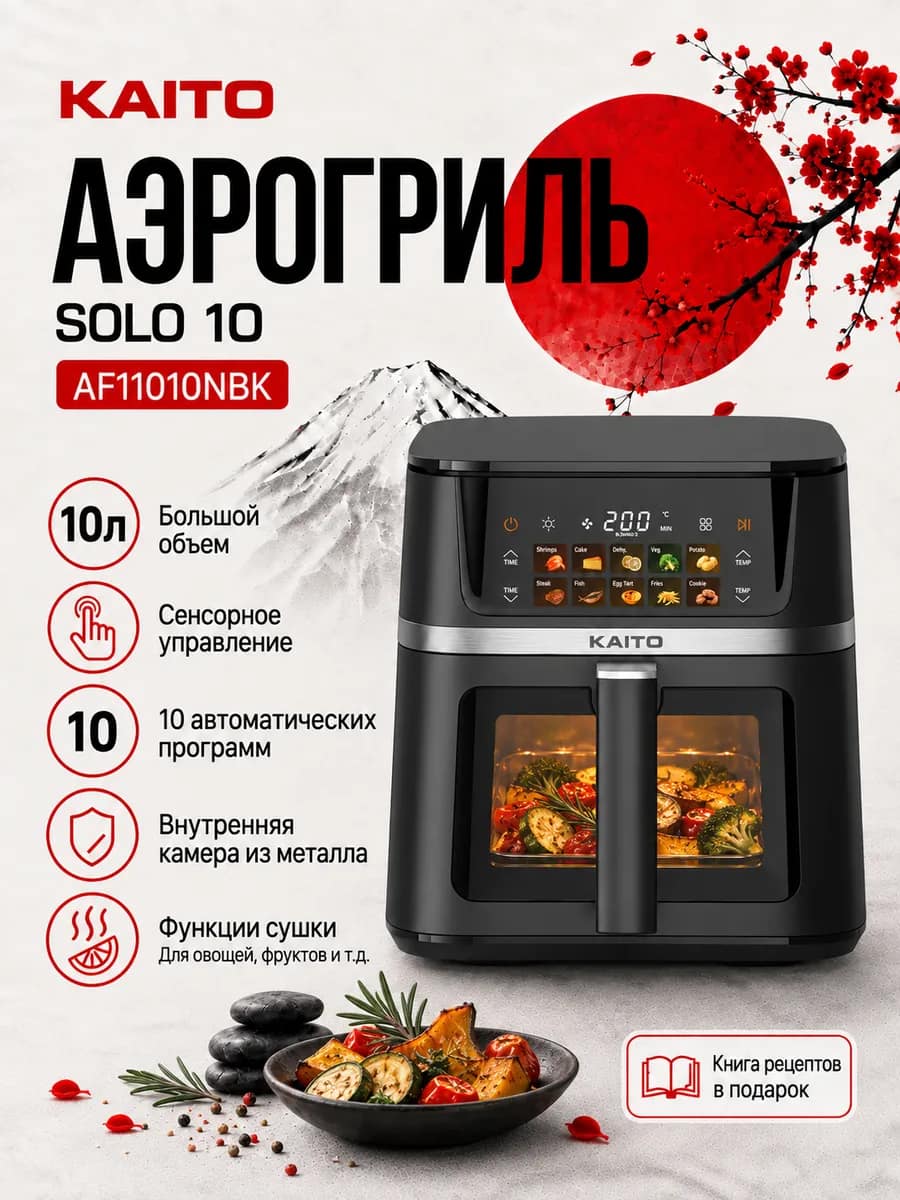 KAITO
АЭРОГРИЛЬ
SOLO 10
AF11010NBK
10л
Большой
объем
Сенсорное
управление
10
10 автоматических
программ
Внутренняя
камера из металла
Функции сушки
Для овощей, фруктов и т.д.
200 °C
MIN
TIME
Shrimps Cake Dehy. Veg Potato
TEMP
TIME
Steak Fish Egg Tart Fries Cookie
TEMP
KAITO
Книга рецептов
в подарок